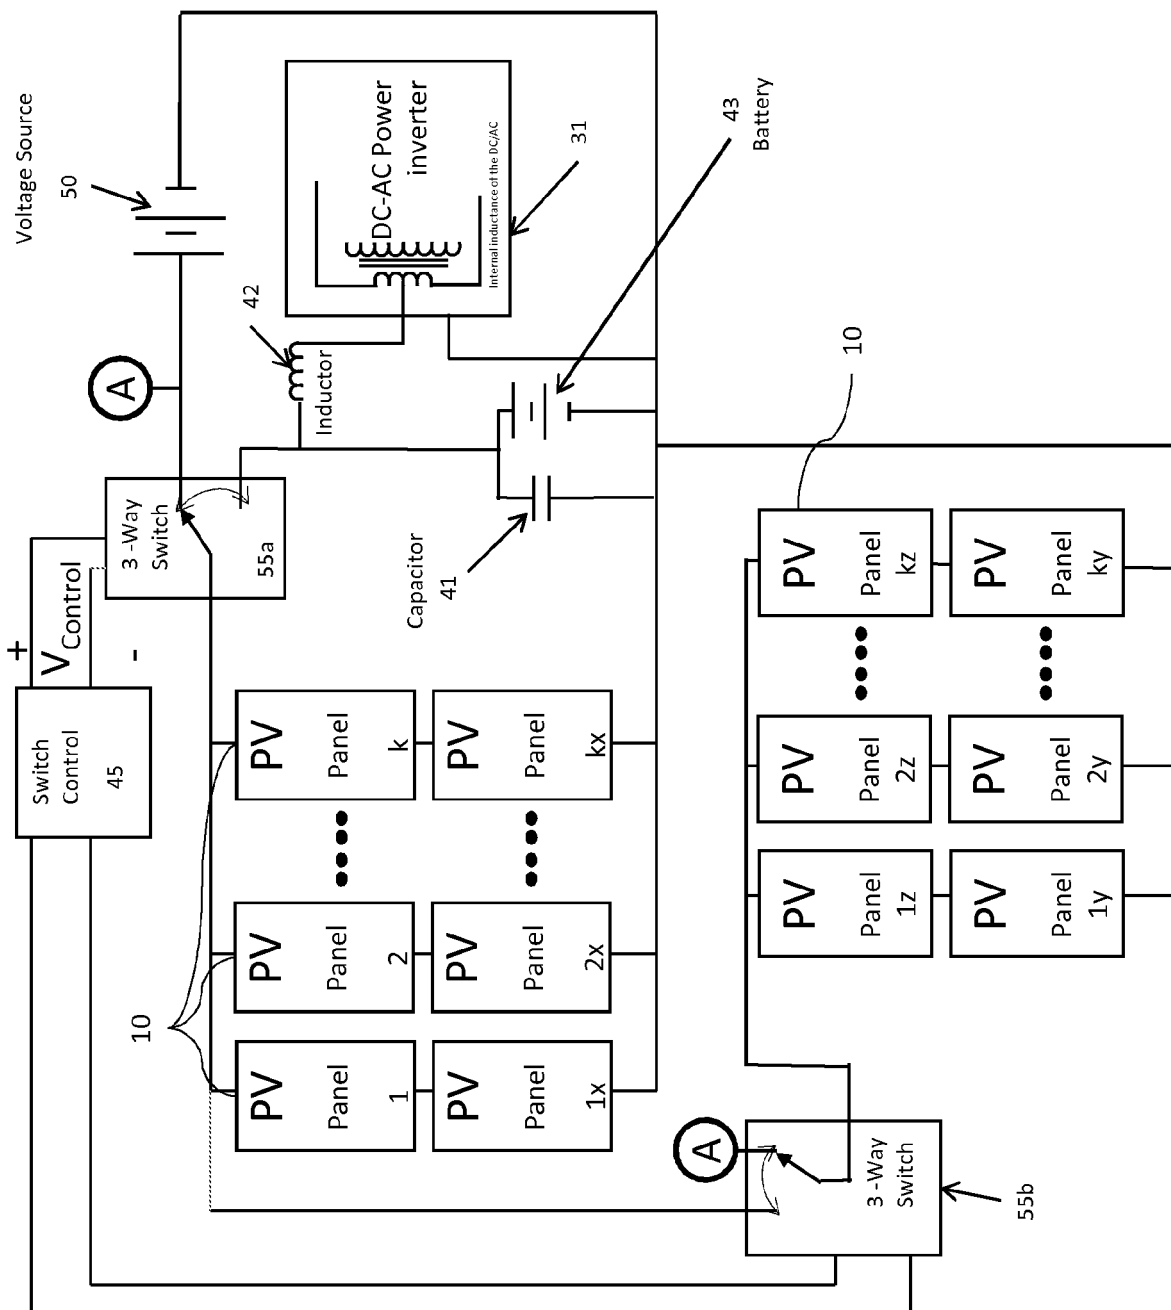 Voltage Source
50
DC-AC Power
inverter
Internal inductance of the DC/AC
31
43
Battery
42
Inductor
A
3 -Way
Switch
55a
+
V Control
-
Switch
Control
45
Capacitor
41
10
PV
Panel
1
PV
Panel
1x
PV
Panel
2
PV
Panel
2x
PV
Panel
k
PV
Panel
kx
10
PV
Panel
1z
PV
Panel
1y
PV
Panel
2z
PV
Panel
2y
PV
Panel
kz
PV
Panel
ky
A
3 -Way
Switch
55b